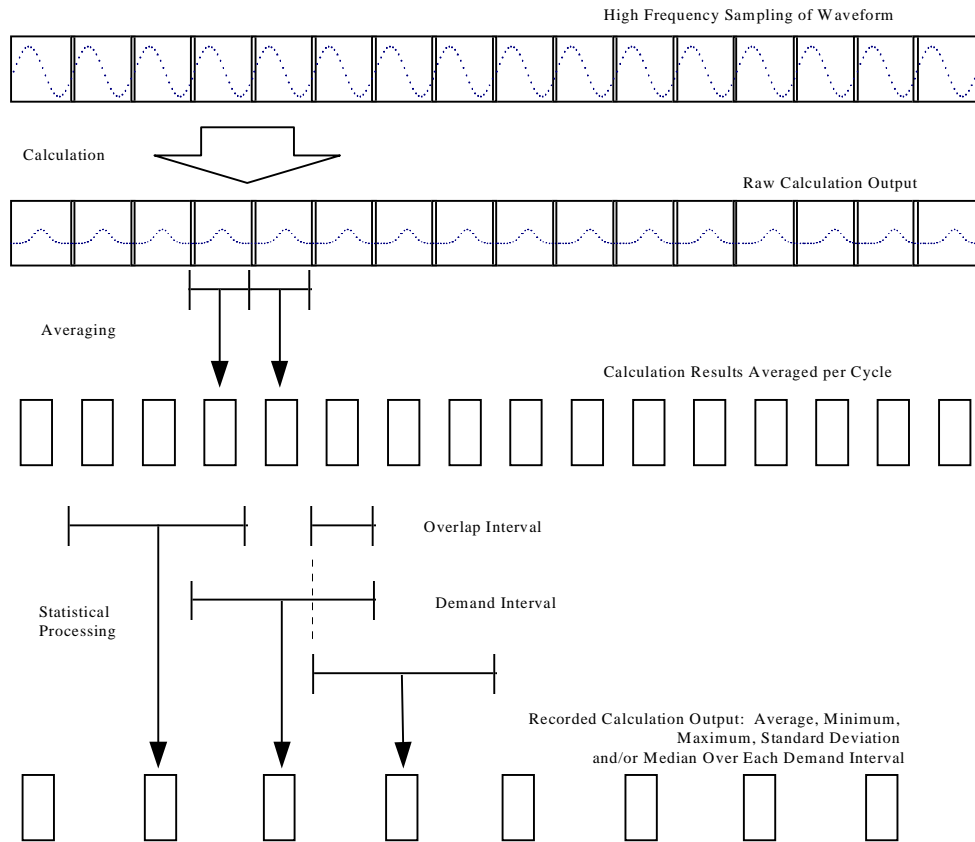 High Frequency Sampling of Waveform
Calculation
Raw Calculation Output
Averaging
Calculation Results Averaged per Cycle
Overlap Interval
Demand Interval
Statistical
Processing
Recorded Calculation Output: Average, Minimum,
Maximum, Standard Deviation
and/or Median Over Each Demand Interval